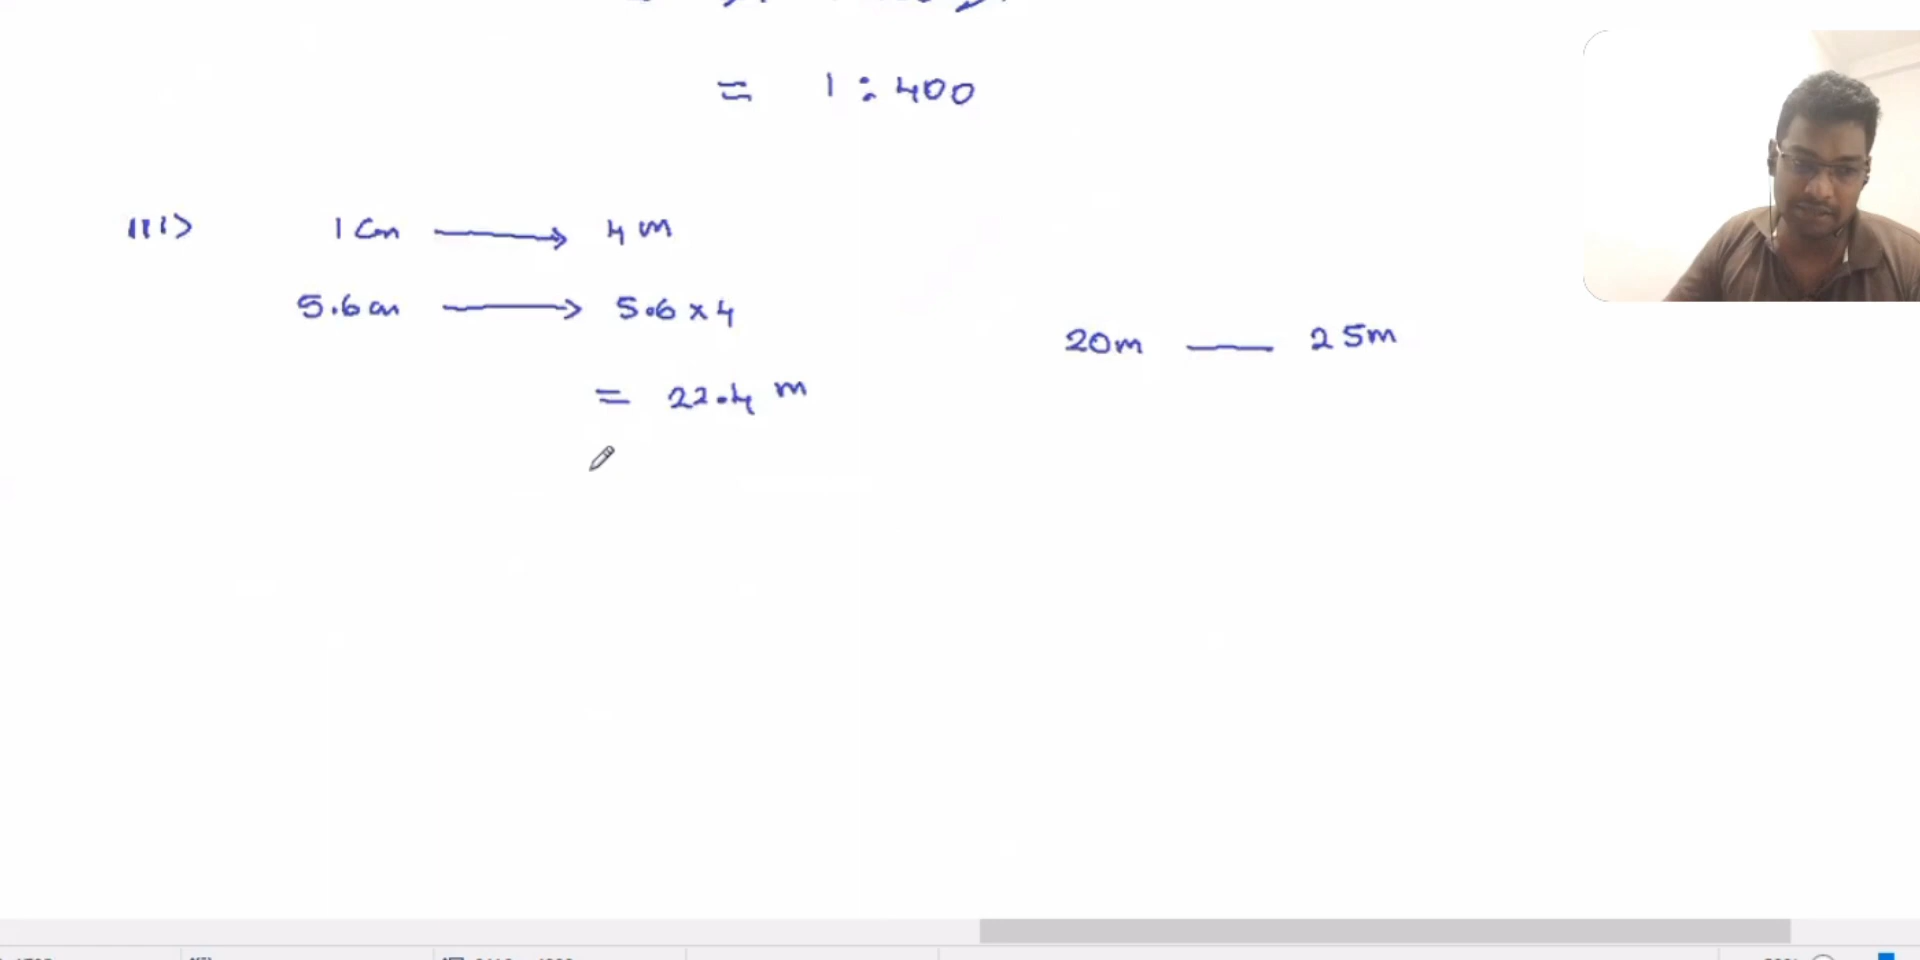 = 1 : 400
iii> 1 cm → 4 m
5.6 cm → 5.6 × 4
20m — 25m
= 22.4 m